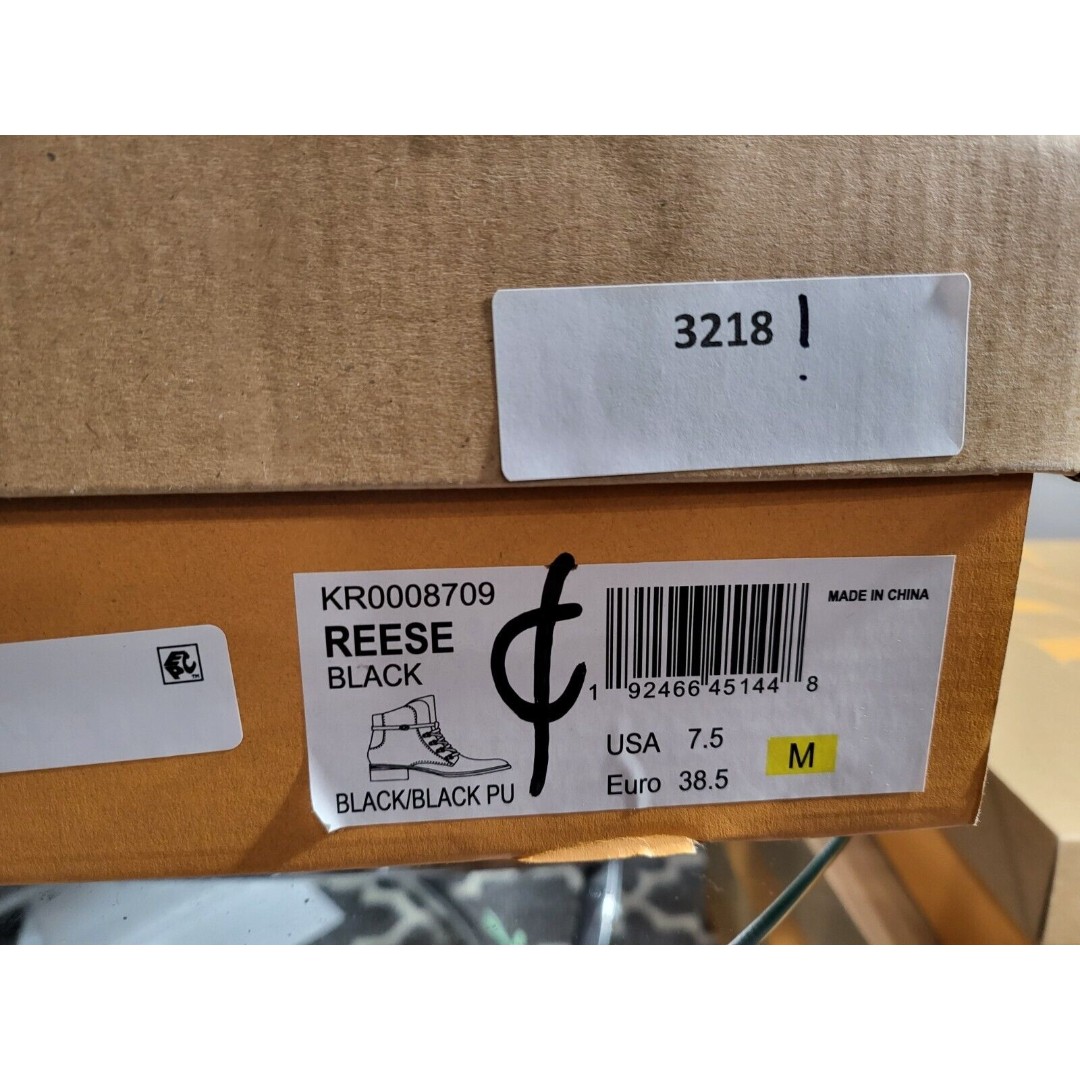 3218 !
KR0008709
REESE
BLACK
¢
BLACK/BLACK PU
1 92466 45144 8
MADE IN CHINA
USA 7.5
Euro 38.5
M